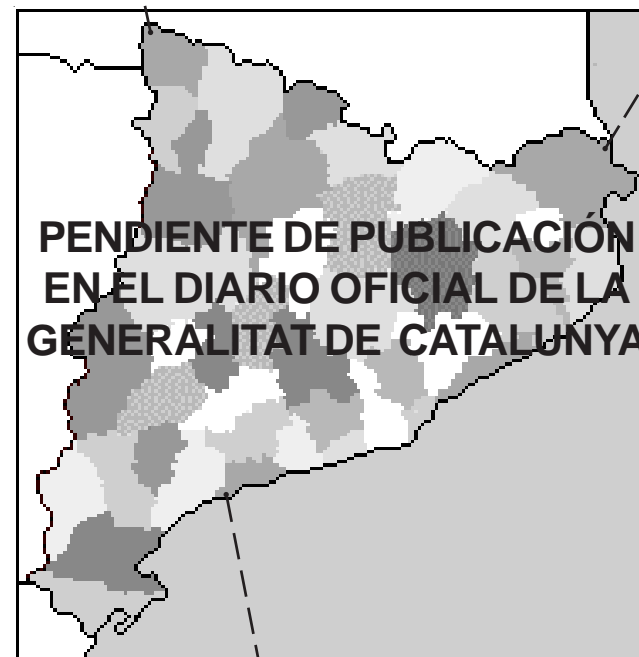 PENDIENTE DE PUBLICACIÓN
EN EL DIARIO OFICIAL DE LA
GENERALITAT DE CATALUNYA